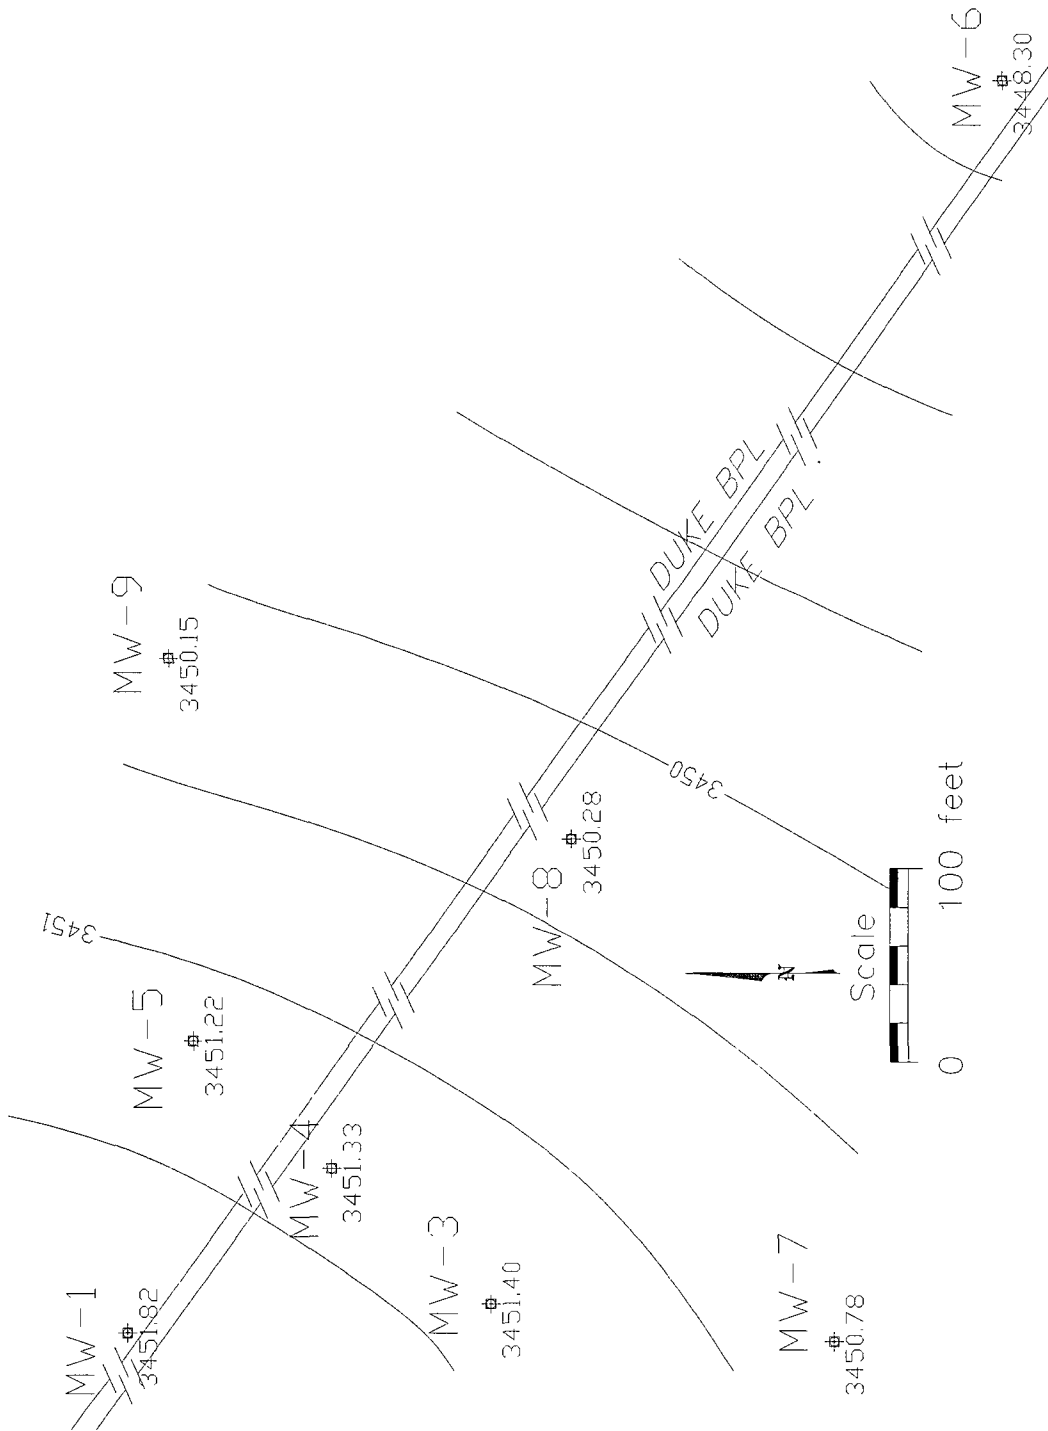 MW-1
3451.82
MW-5
3451.22
3451
MW-9
3450.15
MW-6
3448.30
MW-4
3451.33
MW-3
3451.40
MW-8
3450.28
3450
DUKE BPL
DUKE BPL
MW-7
3450.78
N
Scale
0 100 feet